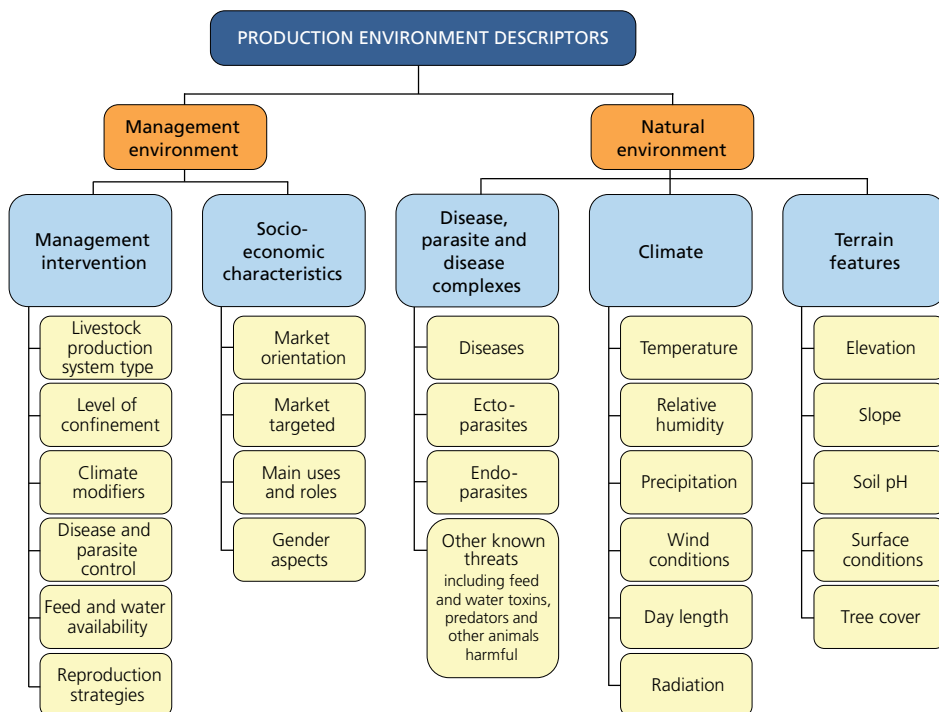 PRODUCTION ENVIRONMENT DESCRIPTORS
Management
environment
Natural
environment
Management
intervention
Socio-
economic
characteristics
Disease,
parasite and
disease
complexes
Climate
Terrain
features
Livestock
production
system type
Level of
confinement
Climate
modifiers
Disease and
parasite
control
Feed and water
availability
Reproduction
strategies
Market
orientation
Market
targeted
Main uses
and roles
Gender
aspects
Diseases
Ecto-
parasites
Endo-
parasites
Other known
threats
including feed
and water toxins,
predators and
other animals
harmful
Temperature
Relative
humidity
Precipitation
Wind
conditions
Day length
Radiation
Elevation
Slope
Soil pH
Surface
conditions
Tree cover